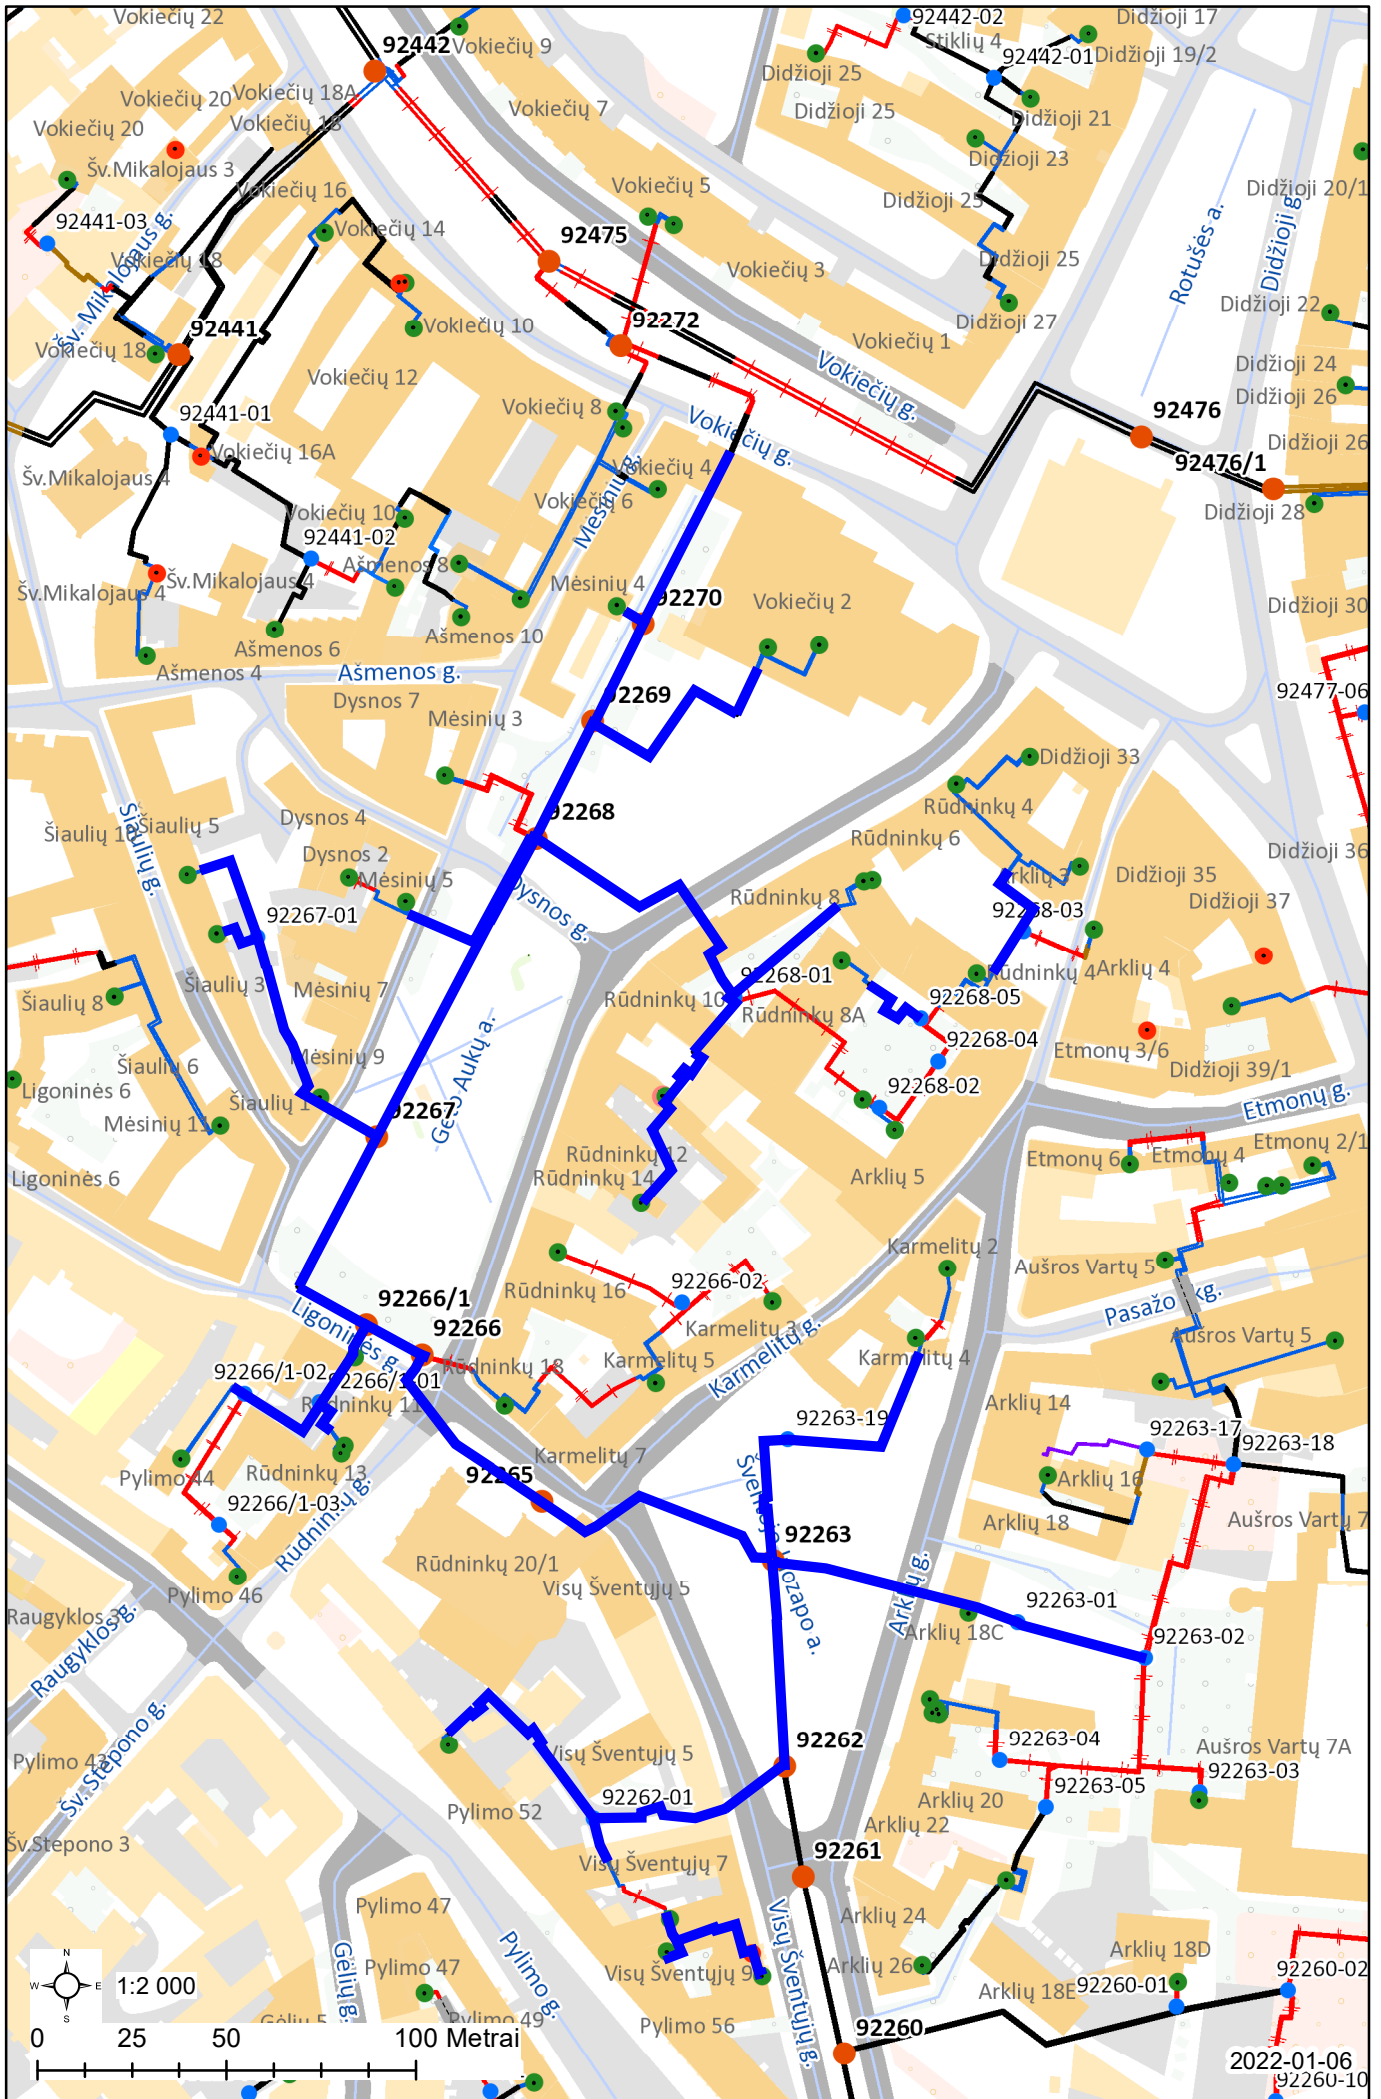 Vokiečių 22
92442-02
Didžioji 17
92442
Vokiečių 9
Stiklių 4
92442-01
Didžioji 19/2
Didžioji 25
Vokiečių 20
Vokiečių 18A
Vokiečių 7
Didžioji 25
Didžioji 21
Vokiečių 20
Vokiečių 18
Didžioji 23
Šv.Mikalojaus 3
Vokiečių 16
Vokiečių 5
Didžioji 25
Didžioji 20/1
92441-03
Vokiečių 14
92475
Rotušės a.
Didžioji g.
Šv. Mikalojaus g.
Vokiečių 18
Vokiečių 3
Didžioji 25
Didžioji 22
92441
Vokiečių 10
92272
Didžioji 27
Vokiečių 18
Vokiečių 1
Didžioji 24
Vokiečių 12
Vokiečių g.
Didžioji 26
92441-01
Vokiečių 8
Vokiečių g.
92476
Didžioji 26
Vokiečių 16A
Vokiečių 4
92476/1
Šv.Mikalojaus 4
Mėsinių g.
Vokiečių 6
Didžioji 28
Vokiečių 10
92441-02
Ašmenos 8
Šv.Mikalojaus 4
Šv.Mikalojaus 4
Mėsinių 4
92270
Vokiečių 2
Didžioji 30
Ašmenos 10
Ašmenos 6
Ašmenos 4
Ašmenos g.
Dysnos 7
92269
92477-06
Mėsinių 3
Didžioji 33
Šiaulių g.
Dysnos 4
92268
Rūdninkų 4
Šiaulių 5
Rūdninkų 6
Didžioji 36
Dysnos 2
Mėsinių 5
Dysnos g.
Rūdninkų 8
Arklių 3
Didžioji 35
Didžioji 37
92267-01
92268-03
Šiaulių 3
Mėsinių 7
92268-01
Rūdninkų 4
Arklių 4
Šiaulių 8
Rūdninkų 10
Rūdninkų 8A
92268-05
Geto Aukų a.
92268-04
Etmonų 3/6
Šiaulių 6
Mėsinių 9
Didžioji 39/1
Ligoninės 6
Šiaulių 1
92268-02
Etmonų g.
Mėsinių 11
92267
Etmonų 2/1
Rūdninkų 12
Etmonų 6
Etmonų 4
Ligoninės 6
Rūdninkų 14
Arklių 5
Karmelitų 2
Aušros Vartų 5
92266-02
Rūdninkų 16
92266/1
Ligoninės g.
Karmelitų 3
Karmelitų g.
Aušros Vartų 5
92266
Karmelitų 5
Karmelitų 4
92266/1-02
Rūdninkų 18
92266/1-01
Rūdninkų 11
Arklių 14
92263-19
92263-17
92263-18
Karmelitų 7
Pylimo 44
Rūdninkų 13
92265
Arklių 16
92266/1-03
Rūdninkų g.
92263
Arklių 18
Aušros Vartų 7
Rūdninkų 20/1
Visų Šventųjų 5
Pylimo 46
Arklių g.
92263-01
Raugyklos g.
Arklių 18C
92263-02
92262
Visų Šventųjų 5
92263-04
Aušros Vartų 7A
Šv. Stepono g.
92262-01
92263-05
92263-03
Pylimo 52
Arklių 20
Arklių 22
Šv.Stepono 3
Visų Šventųjų 7
92261
Pylimo 47
Arklių 24
Gėlių g.
Pylimo g.
Visų Šventųjų g.
Arklių 18D
Pylimo 47
Visų Šventųjų 9
Arklių 26
92260-02
N
W
E
S
1:2 000
Arklių 18E
92260-01
Gėlių 5
Pylimo 49
Pylimo 56
92260
0 25 50 100 Metrai
2022-01-06
92260-10